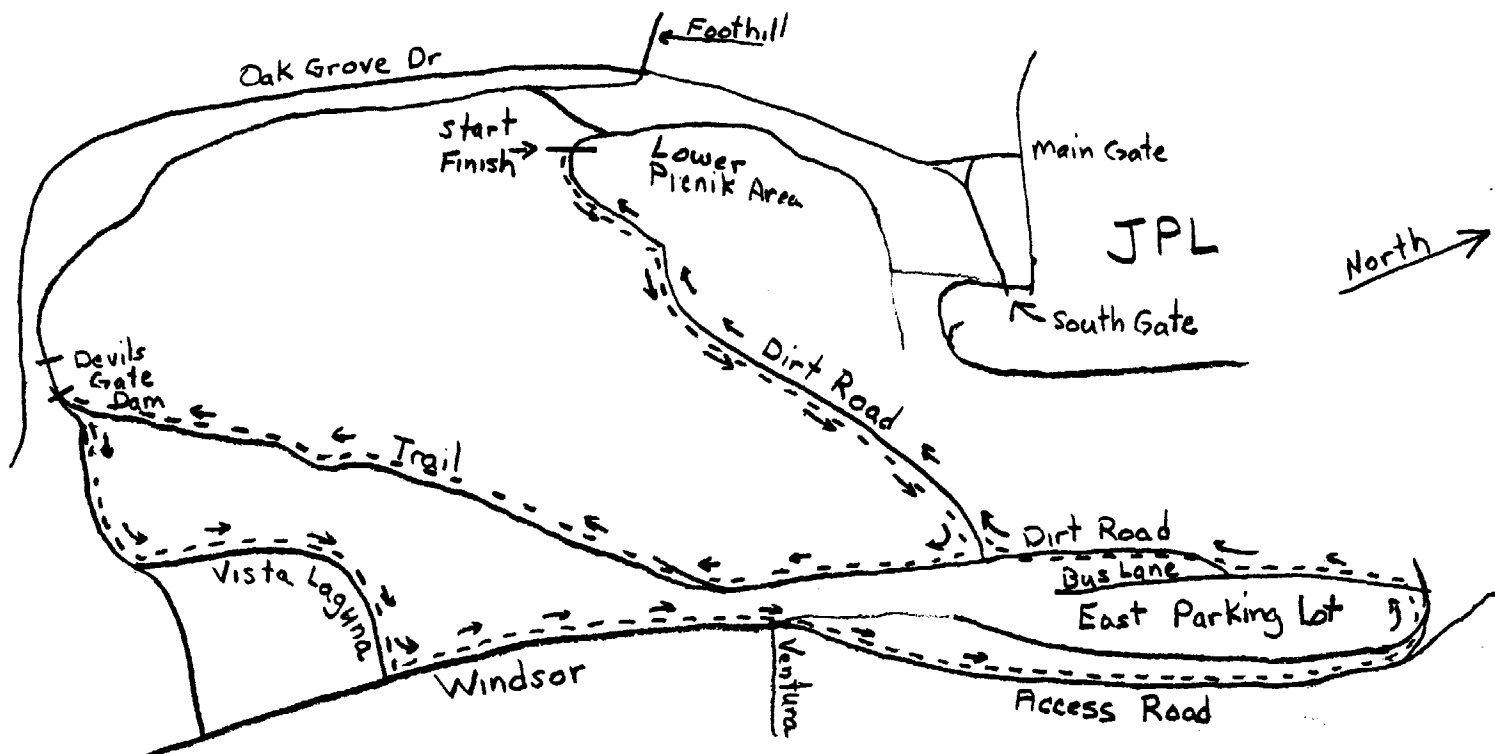 Foothill
Oak Grove Dr
Start
Finish
Lower
Picnik Area
Main Gate
JPL
North
South Gate
Devils
Gate
Dam
Dirt Road
Trail
Dirt Road
Bus Lane
East Parking Lot
Vista Laguna
Windsor
Ventura
Access Road